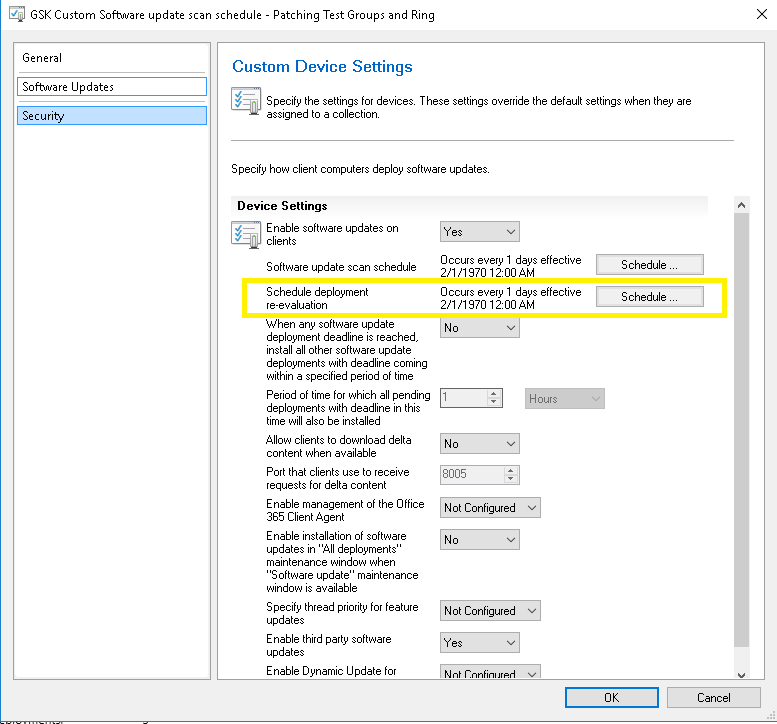 GSK Custom Software update scan schedule - Patching Test Groups and Ring
General
Software Updates
Security
Custom Device Settings
Specify the settings for devices. These settings override the default settings when they are
assigned to a collection.
Specify how client computers deploy software updates.
Device Settings
Enable software updates on
clients
Yes
Software update scan schedule
Occurs every 1 days effective
2/1/1970 12:00 AM
Schedule ...
Schedule deployment
re-evaluation
Occurs every 1 days effective
2/1/1970 12:00 AM
Schedule ...
When any software update
deployment deadline is reached,
install all other software update
deployments with deadline coming
within a specified period of time
No
Period of time for which all pending
deployments with deadline in this
time will also be installed
1
Hours
Allow clients to download delta
content when available
No
Port that clients use to receive
requests for delta content
8005
Enable management of the Office
365 Client Agent
Not Configured
Enable installation of software
updates in "All deployments"
maintenance window when
"Software update" maintenance
window is available
No
Specify thread priority for feature
updates
Not Configured
Enable third party software
updates
Yes
Enable Dynamic Update for
Not Configured
OK
Cancel